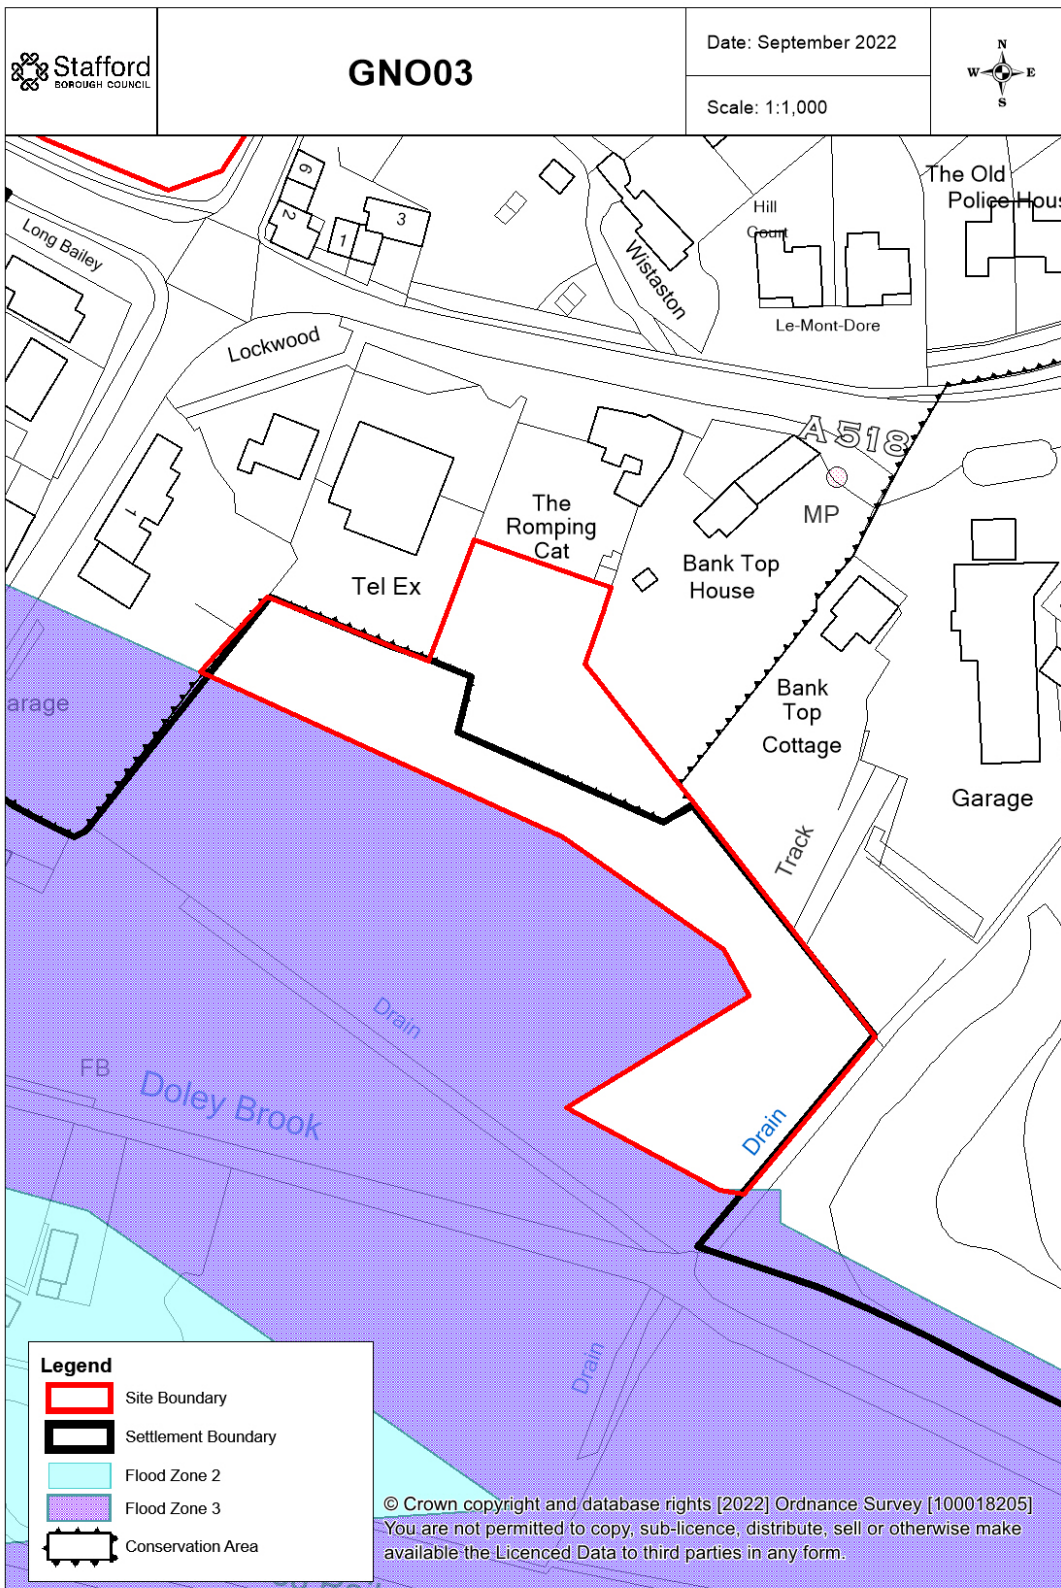 Stafford
BOROUGH COUNCIL
GNO03
Date: September 2022
Scale: 1:1,000
N
W E
S
The Old
Police
Hill
Court
6
2
1
3
Long Bailey
Wistaston
Le-Mont-Dore
Lockwood
A 518
MP
The
Romping
Cat
Bank Top
House
Tel Ex
1
Bank
Top
Cottage
Garage
Track
Drain
FB
Doley Brook
Drain
Drain
Legend
Site Boundary
Settlement Boundary
Flood Zone 2
Flood Zone 3
Conservation Area
© Crown copyright and database rights [2022] Ordnance Survey [100018205]
You are not permitted to copy, sub-licence, distribute, sell or otherwise make
available the Licenced Data to third parties in any form.